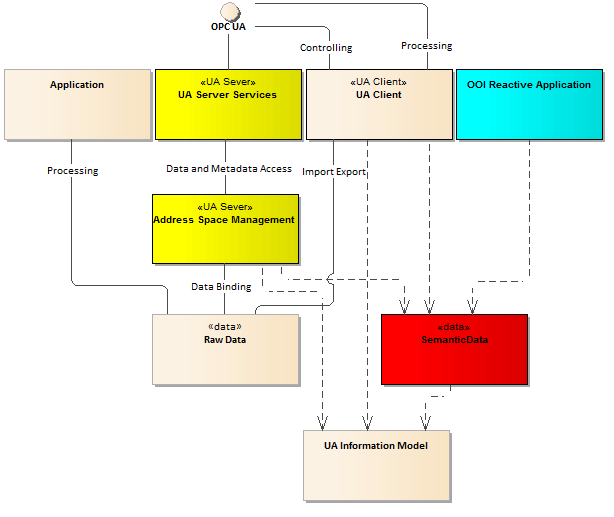 OPC UA
Controlling
Processing
Application
«UA Sever»
UA Server Services
«UA Client»
UA Client
OOI Reactive Application
Processing
Data and Metadata Access
Import Export
«UA Sever»
Address Space Management
Data Binding
«data»
Raw Data
«data»
SemanticData
UA Information Model